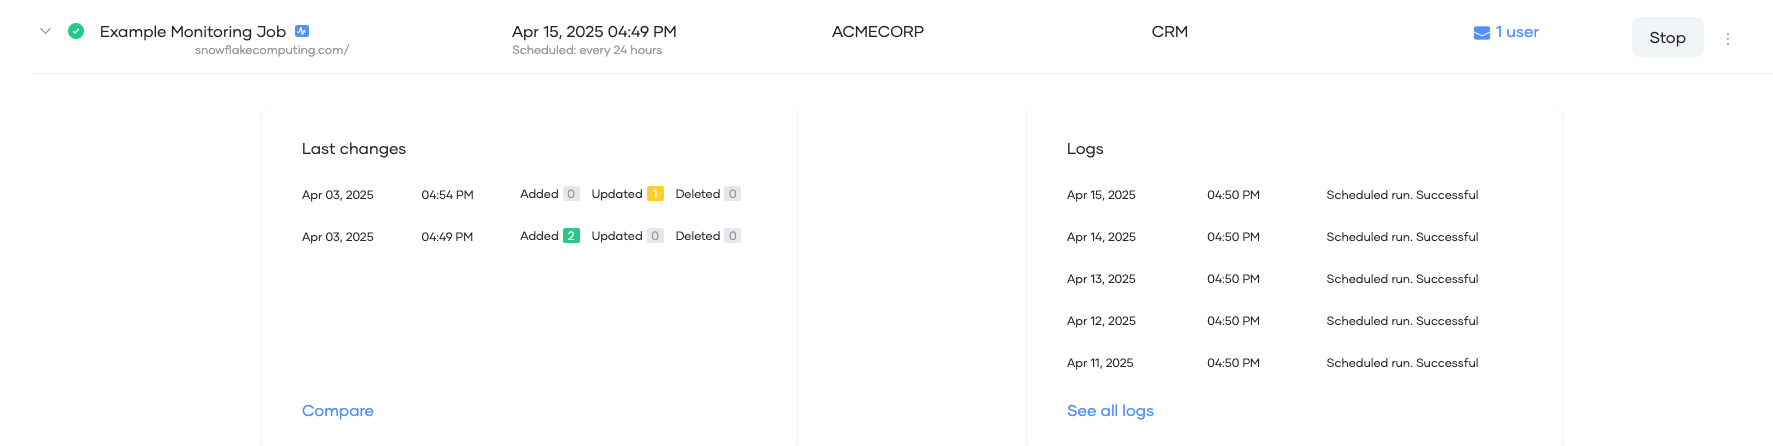 Example Monitoring Job
.snowflakecomputing.com/
Apr 15, 2025 04:49 PM
Scheduled: every 24 hours
ACMECORP
CRM
1 user
Stop
Last changes
Apr 03, 2025 04:54 PM Added 0 Updated 1 Deleted 0
Apr 03, 2025 04:49 PM Added 2 Updated 0 Deleted 0
Compare
Logs
Apr 15, 2025 04:50 PM Scheduled run. Successful
Apr 14, 2025 04:50 PM Scheduled run. Successful
Apr 13, 2025 04:50 PM Scheduled run. Successful
Apr 12, 2025 04:50 PM Scheduled run. Successful
Apr 11, 2025 04:50 PM Scheduled run. Successful
See all logs